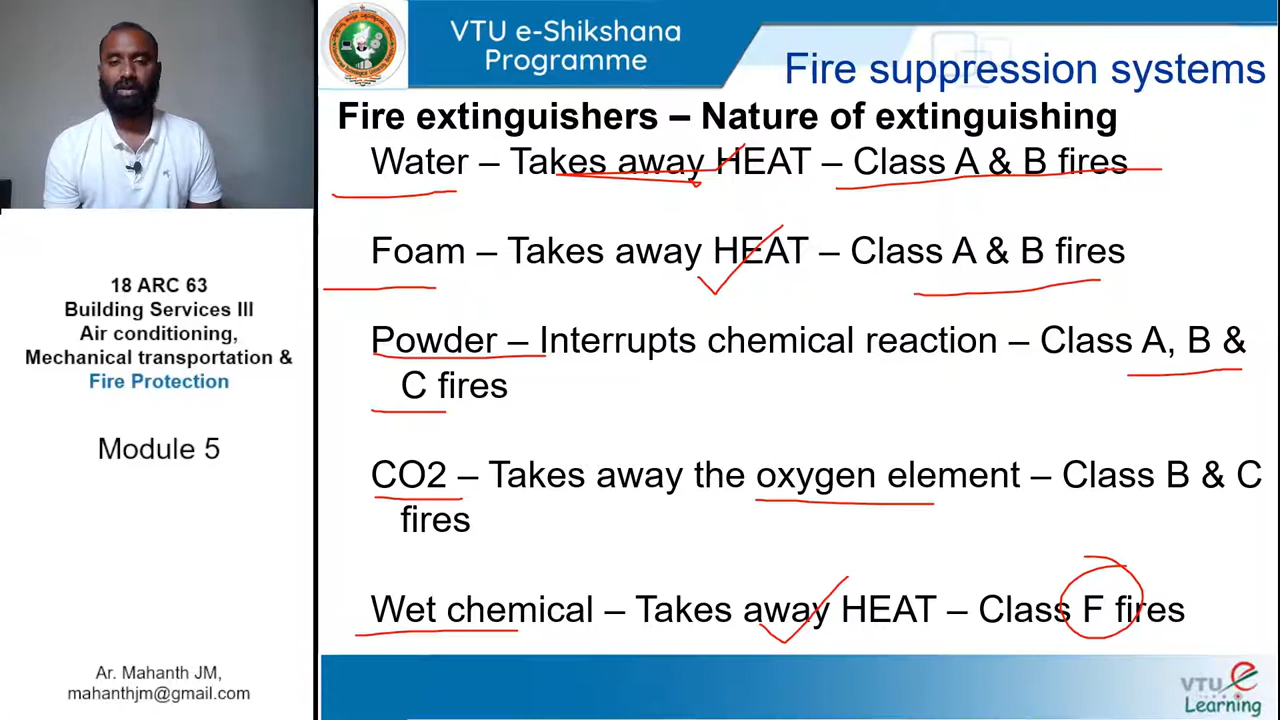 VTU e-Shikshana
Programme
Fire suppression systems
Fire extinguishers – Nature of extinguishing
Water – Takes away HEAT – Class A & B fires
Foam – Takes away HEAT – Class A & B fires
Powder – Interrupts chemical reaction – Class A, B &
C fires
CO2 – Takes away the oxygen element – Class B & C
fires
Wet chemical – Takes away HEAT – Class F fires
18 ARC 63
Building Services III
Air conditioning,
Mechanical transportation &
Fire Protection
Module 5
Ar. Mahanth JM,
mahanthjm@gmail.com
VTU e
Learning